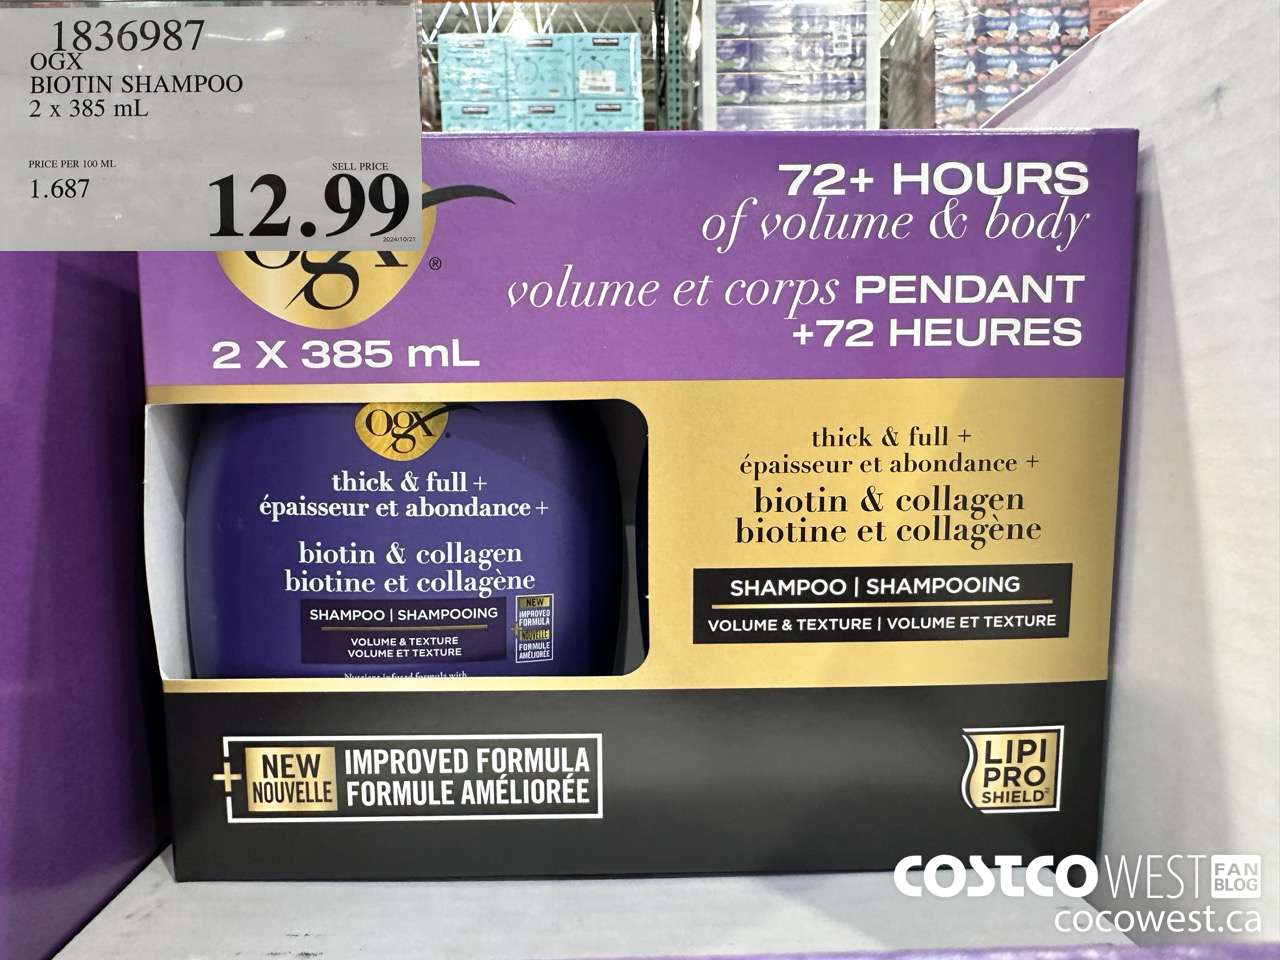 1836987
OGX
BIOTIN SHAMPOO
2 x 385 mL
PRICE PER 100 ML
1.687
SELL PRICE
12.99
2024/10/21
ogx ®
2 X 385 mL
72+ HOURS
of volume & body
volume et corps PENDANT
+72 HEURES
ogx
thick & full +
épaisseur et abondance +
biotin & collagen
biotine et collagène
SHAMPOO | SHAMPOOING
VOLUME & TEXTURE
VOLUME ET TEXTURE
NEW
IMPROVED
FORMULA
NOUVELLE
FORMULE
AMÉLIORÉE
Nutrient infused formula with
thick & full +
épaisseur et abondance +
biotin & collagen
biotine et collagène
SHAMPOO | SHAMPOOING
VOLUME & TEXTURE | VOLUME ET TEXTURE
+ NEW
NOUVELLE
IMPROVED FORMULA
FORMULE AMÉLIORÉE
LIPI
PRO
SHIELD
COSTCO WEST FAN
BLOG
cocowest.ca